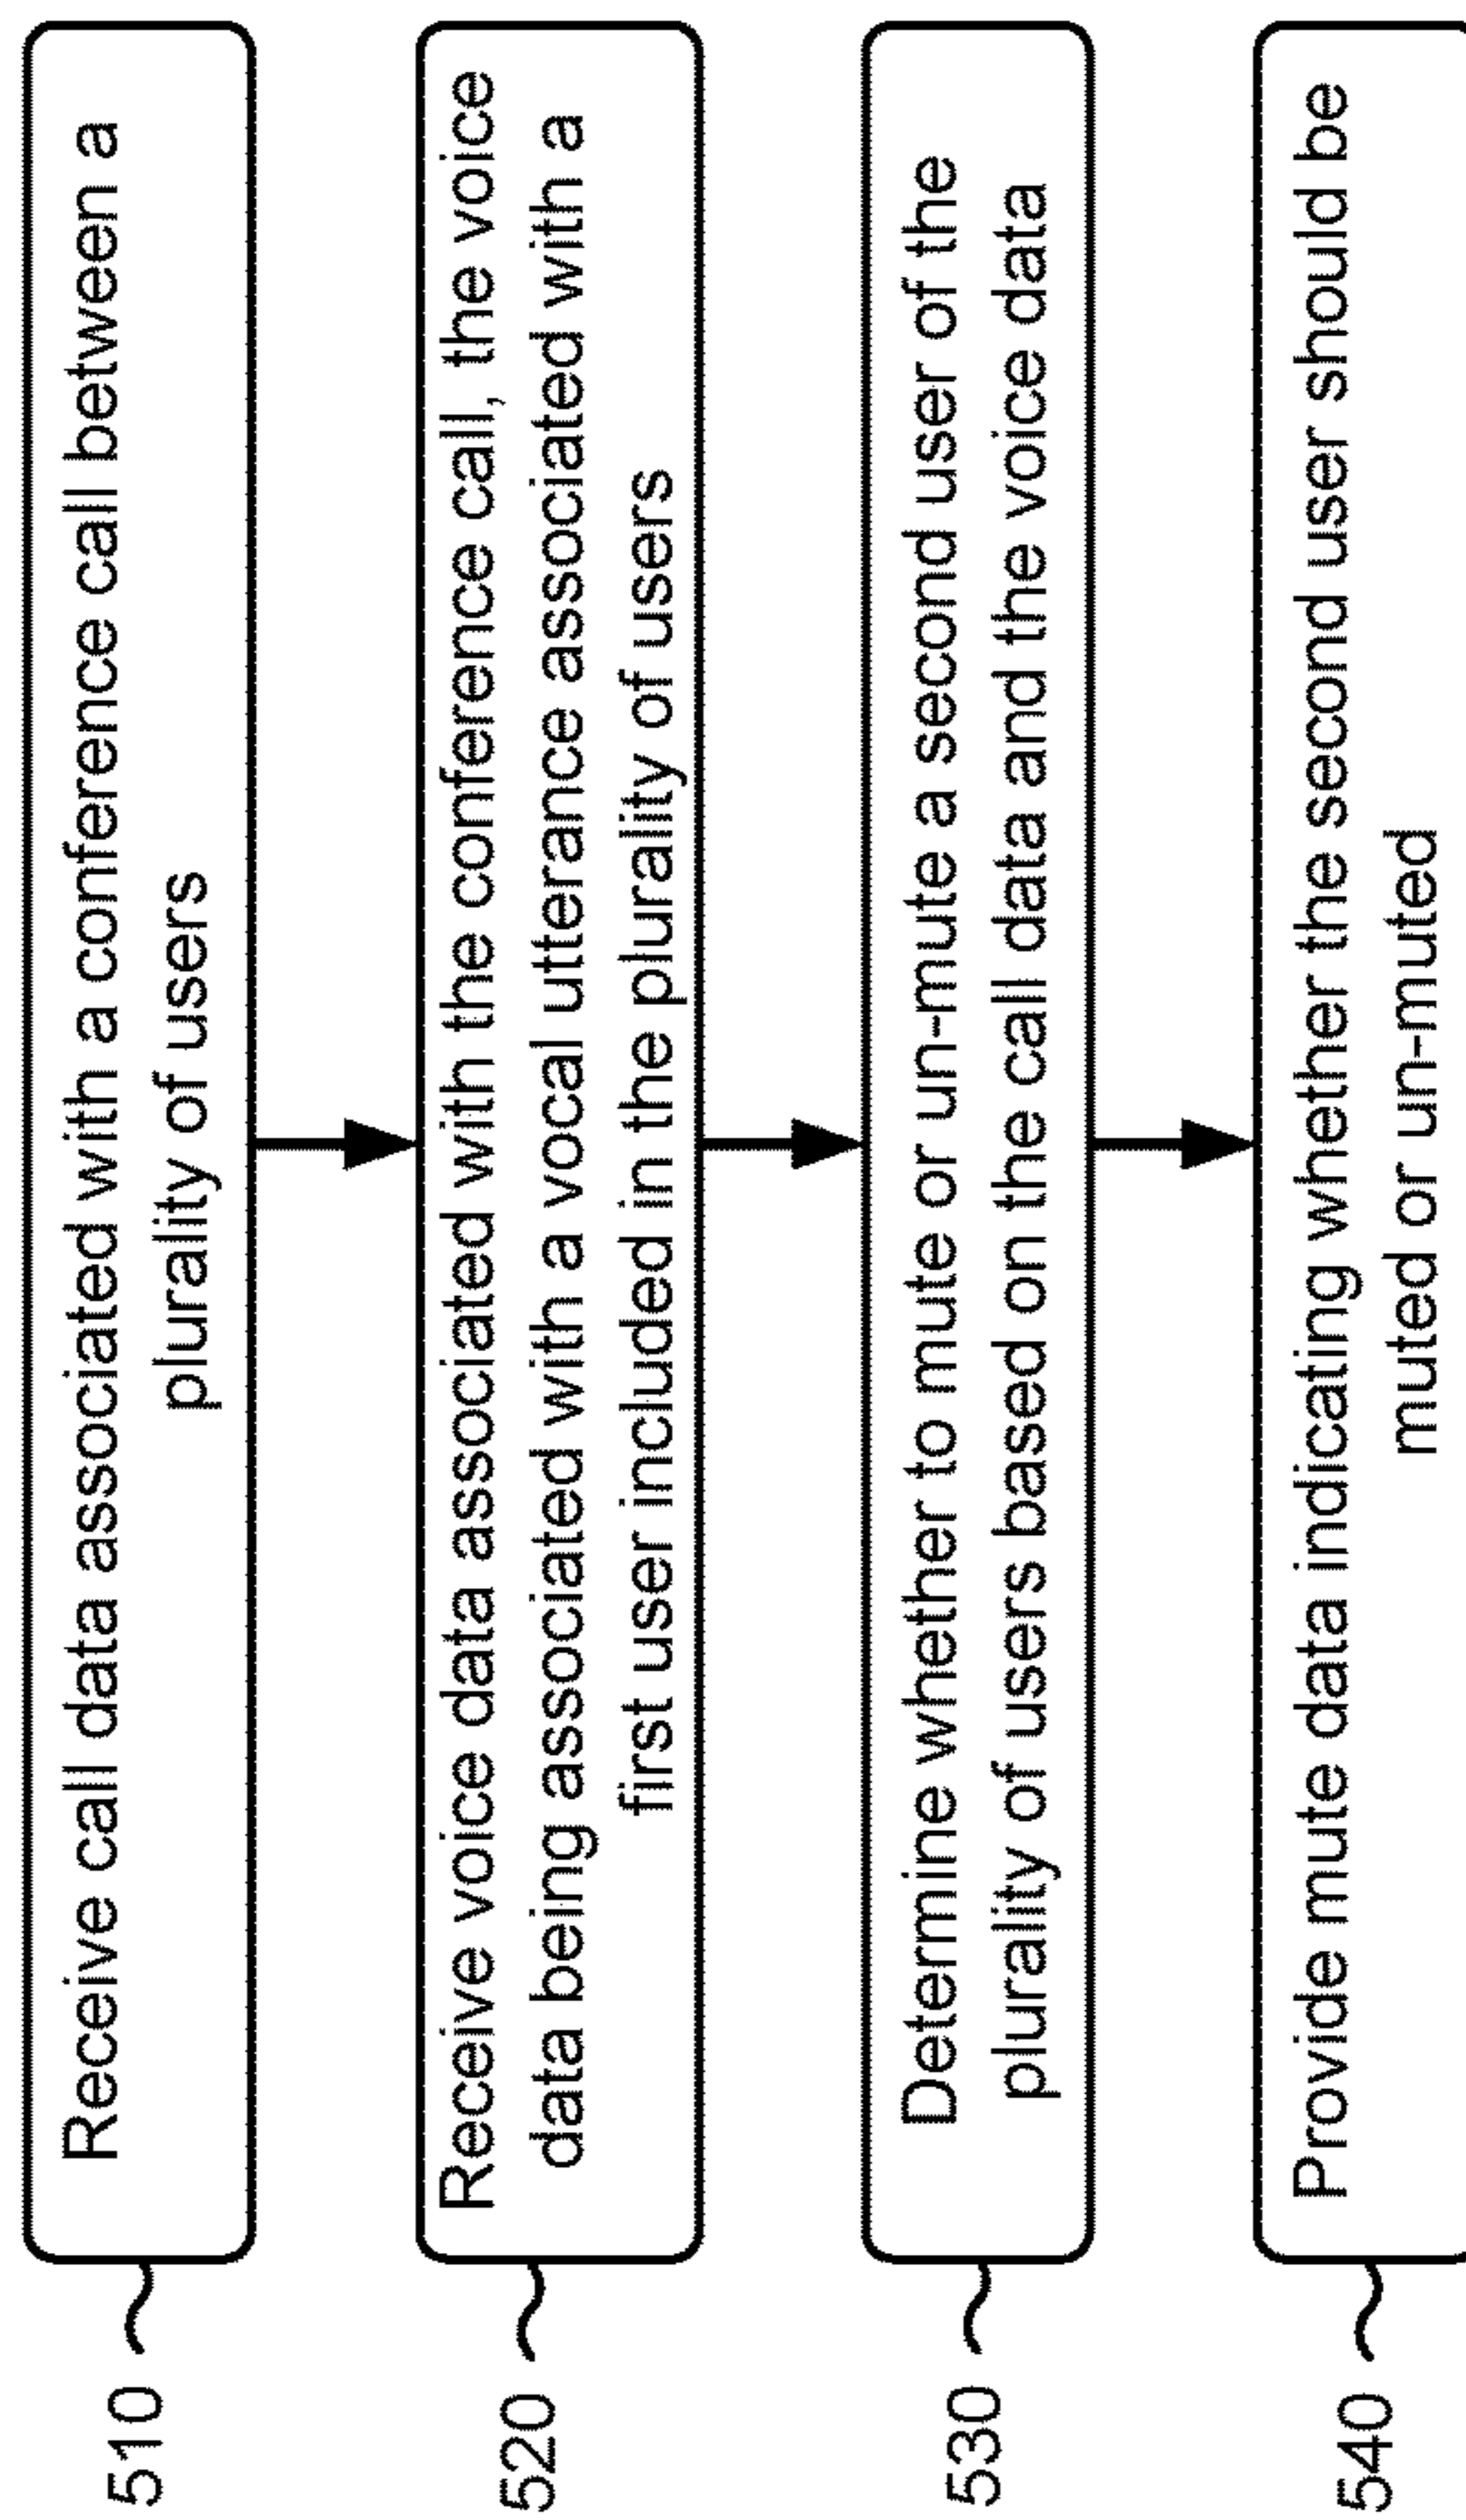 510
Receive call data associated with a conference call between a
plurality of users
520
Receive voice data associated with the conference call, the voice
data being associated with a vocal utterance associated with a
first user included in the plurality of users
530
Determine whether to mute or un-mute a second user of the
plurality of users based on the call data and the voice data
540
Provide mute data indicating whether the second user should be
muted or un-muted